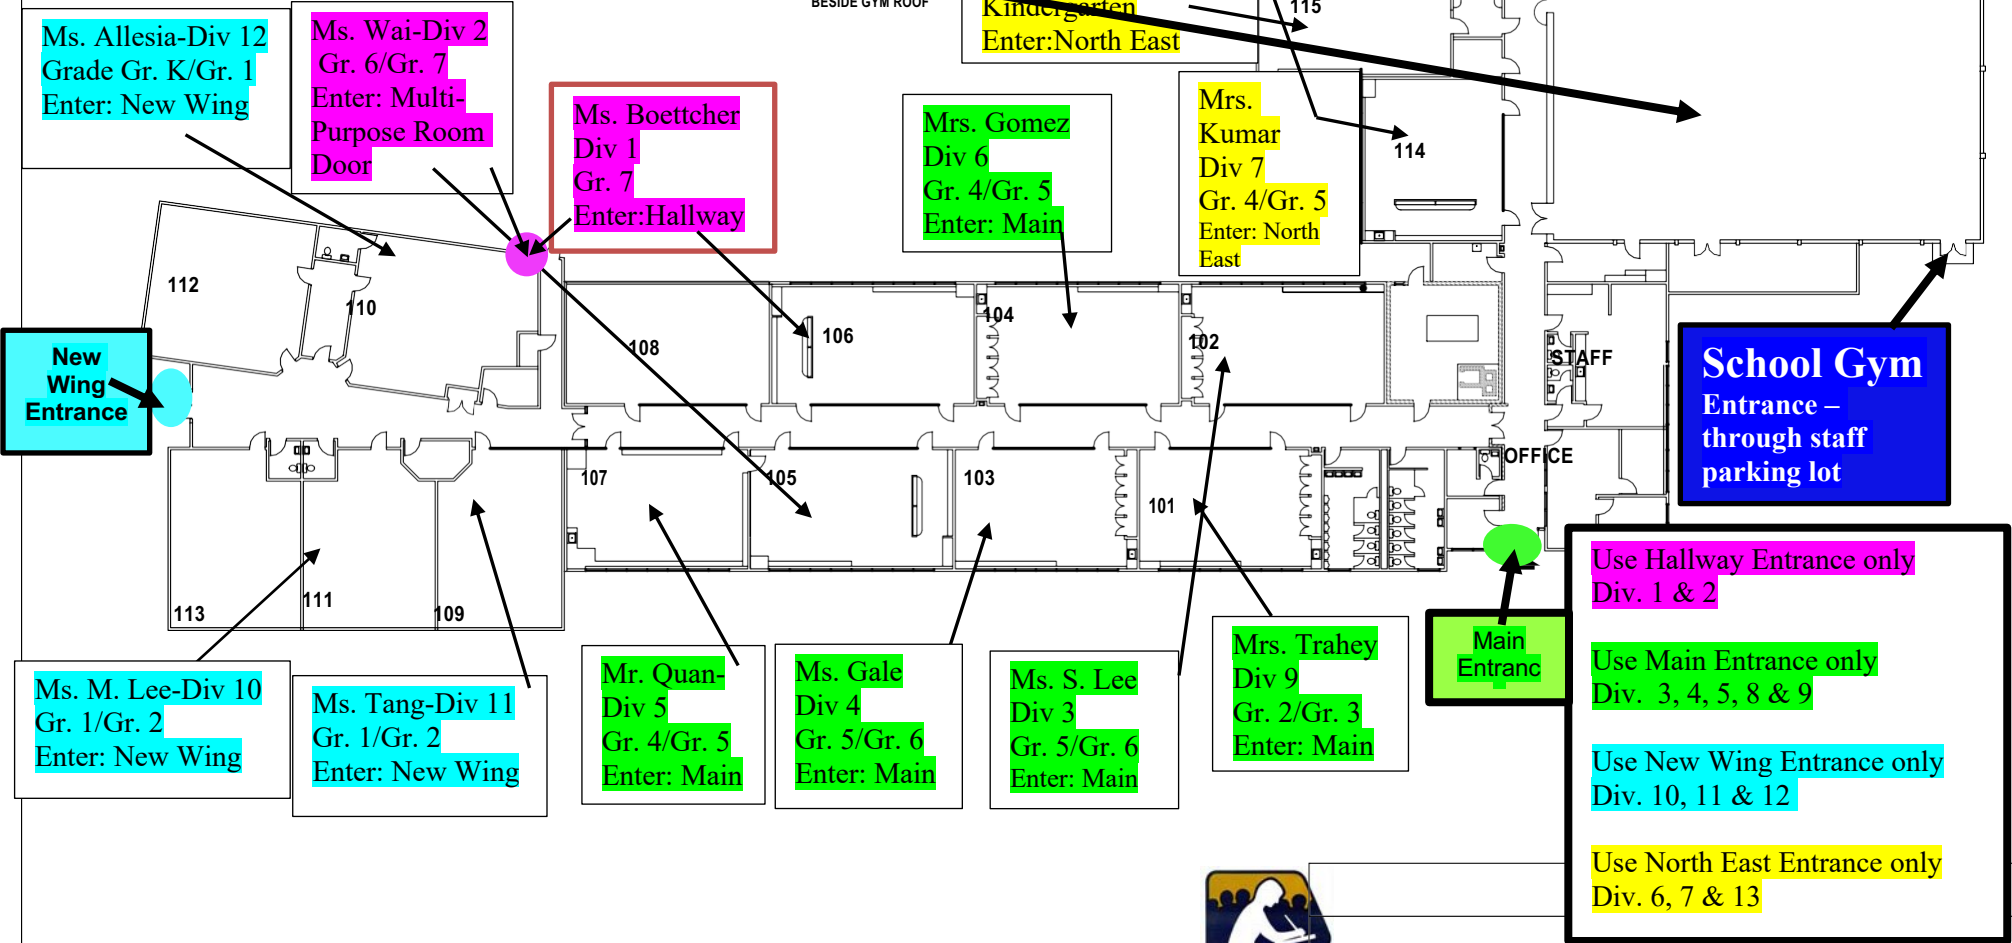 BESIDE GYM ROOF
Kindergarten
Enter:North East
115
Ms. Allesia-Div 12
Grade Gr. K/Gr. 1
Enter: New Wing
Ms. Wai-Div 2
Gr. 6/Gr. 7
Enter: Multi-
Purpose Room
Door
Ms. Boettcher
Div 1
Gr. 7
Enter:Hallway
Mrs. Gomez
Div 6
Gr. 4/Gr. 5
Enter: Main
Mrs.
Kumar
Div 7
Gr. 4/Gr. 5
Enter: North
East
114
112
110
108
106
104
102
STAFF
New
Wing
Entrance
School Gym
Entrance –
through staff
parking lot
107
105
103
101
OFFICE
113
111
109
Main
Entranc
Ms. M. Lee-Div 10
Gr. 1/Gr. 2
Enter: New Wing
Ms. Tang-Div 11
Gr. 1/Gr. 2
Enter: New Wing
Mr. Quan-
Div 5
Gr. 4/Gr. 5
Enter: Main
Ms. Gale
Div 4
Gr. 5/Gr. 6
Enter: Main
Ms. S. Lee
Div 3
Gr. 5/Gr. 6
Enter: Main
Mrs. Trahey
Div 9
Gr. 2/Gr. 3
Enter: Main
Use Hallway Entrance only
Div. 1 & 2
Use Main Entrance only
Div. 3, 4, 5, 8 & 9
Use New Wing Entrance only
Div. 10, 11 & 12
Use North East Entrance only
Div. 6, 7 & 13